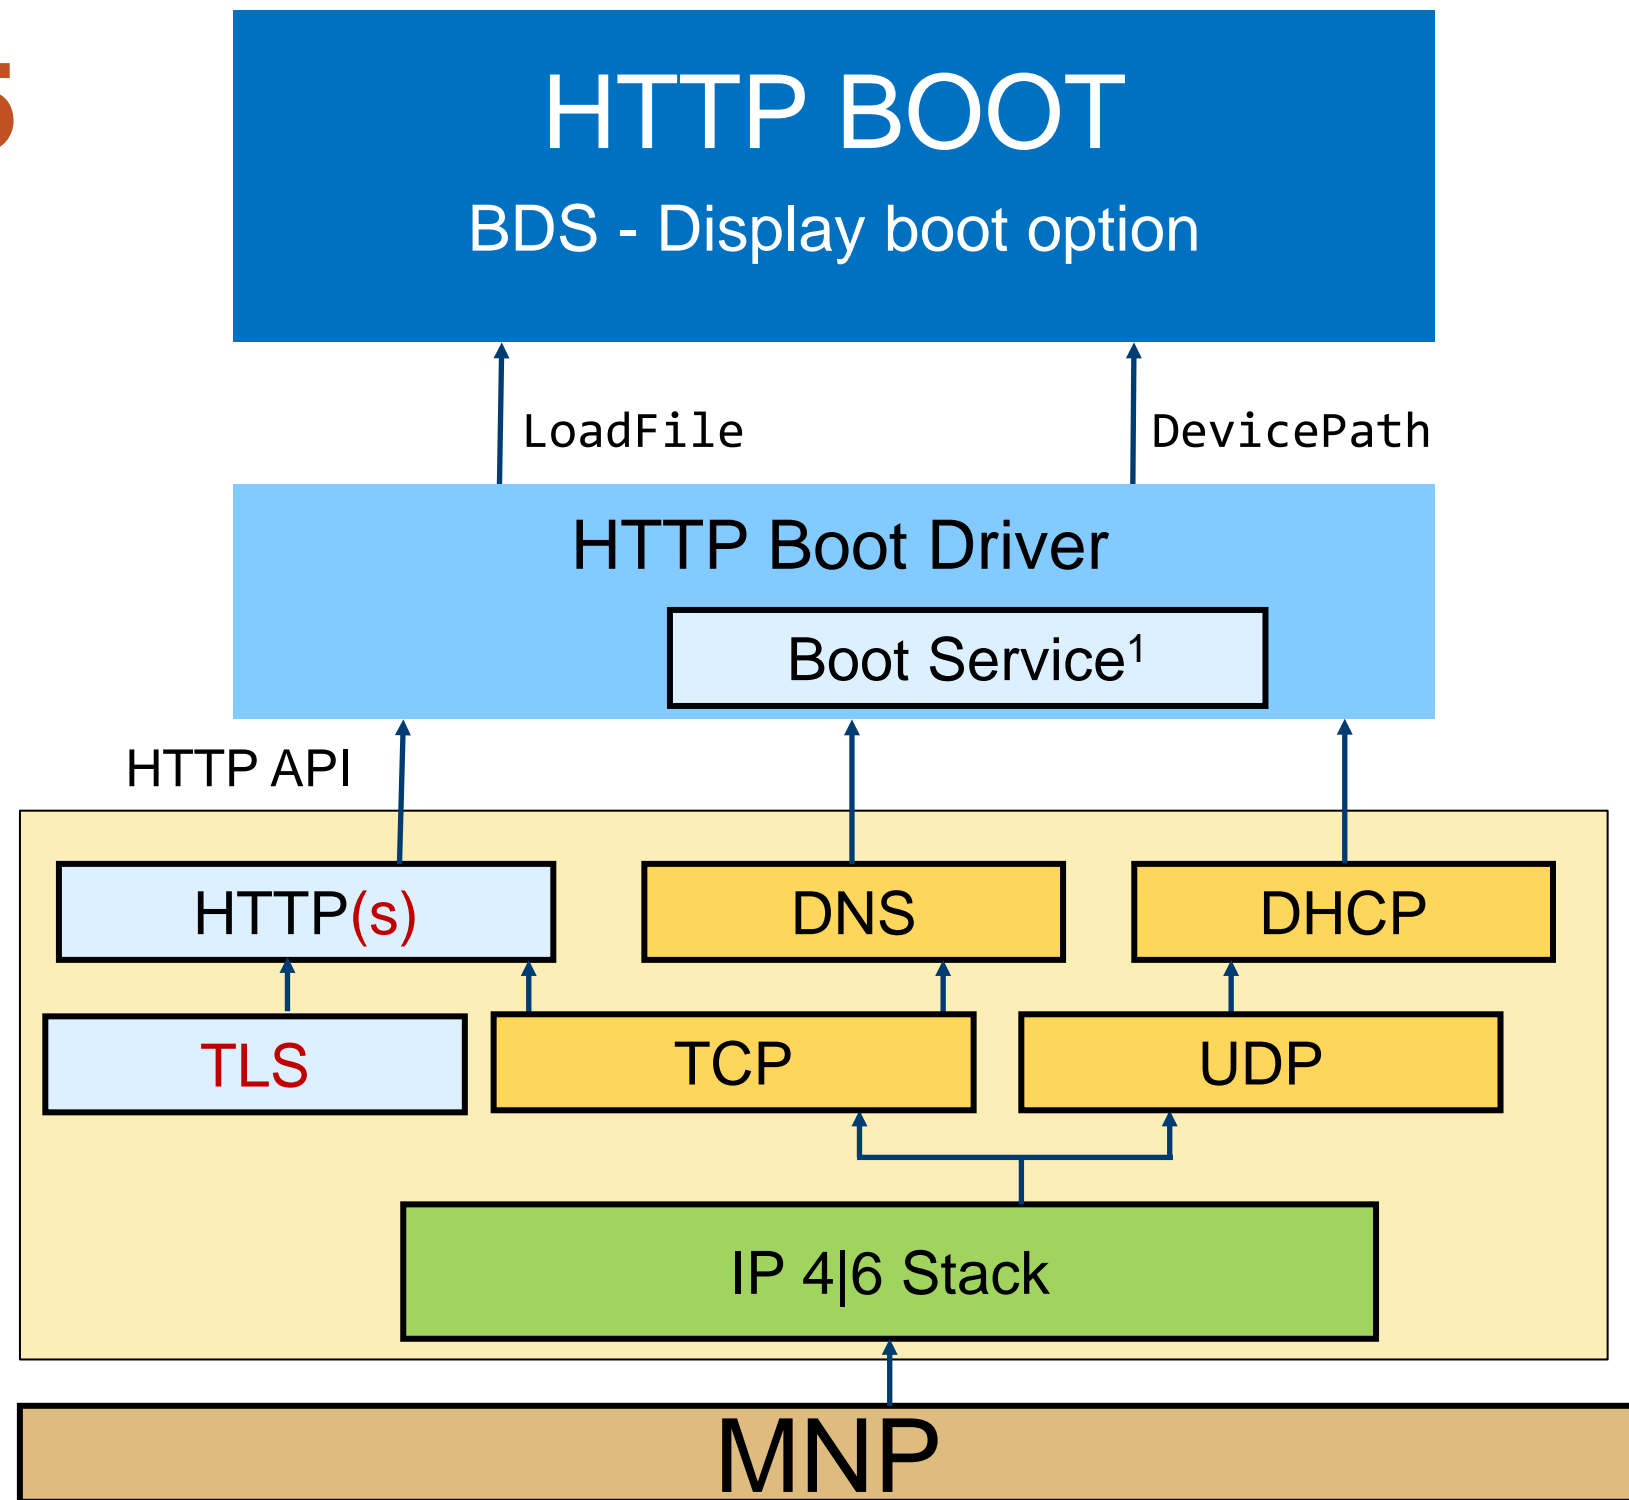 5
HTTP BOOT
BDS - Display boot option
LoadFile
DevicePath
HTTP Boot Driver
Boot Service¹
HTTP API
HTTP(s)
DNS
DHCP
TLS
TCP
UDP
IP 4|6 Stack
MNP